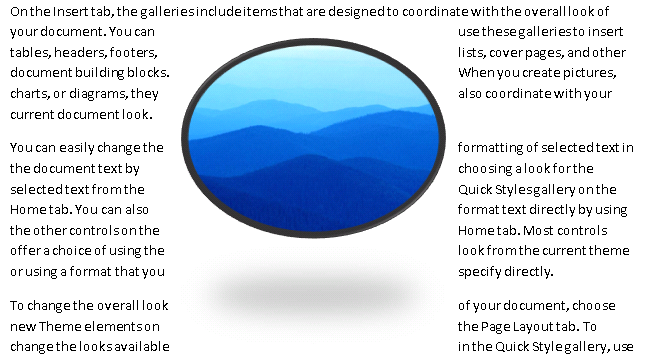 On the Insert tab, the galleries include items that are designed to coordinate with the overall look of
your document. You can use these galleries to insert
tables, headers, footers, lists, cover pages, and other
document building blocks. When you create pictures,
charts, or diagrams, they also coordinate with your
current document look.
You can easily change the formatting of selected text in
the document text by choosing a look for the
selected text from the Quick Styles gallery on the
Home tab. You can also format text directly by using
the other controls on the Home tab. Most controls
offer a choice of using the look from the current theme
or using a format that you specify directly.
To change the overall look of your document, choose
new Theme elements on the Page Layout tab. To
change the looks available in the Quick Style gallery, use